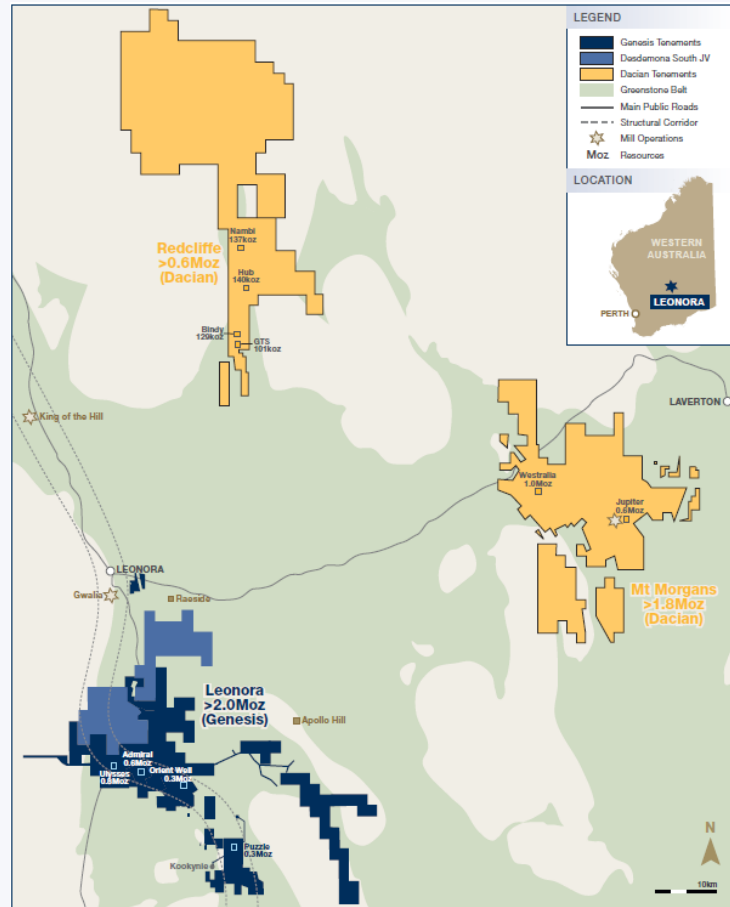 LEGEND
Genesis Tenements
Desdemona South JV
Dacian Tenements
Greenstone Belt
Main Public Roads
Structural Corridor
Mill Operations
Moz Resources
LOCATION
WESTERN
AUSTRALIA
LEONORA
PERTH
Nambi
137koz
Redcliffe
>0.6Moz
(Dacian)
Hub
140koz
Bindy
129koz
GTS
101koz
King of the Hill
LAVERTON
Westralia
1.0Moz
Jupiter
0.6Moz
LEONORA
Gwalia
Raeside
Mt Morgans
>1.8Moz
(Dacian)
Leonora
>2.0Moz
(Genesis)
Apollo Hill
Admiral
0.6Moz
Ulysses
Orient Well
0.3Moz
Puzzle
0.3Moz
Kookynie
N
10km